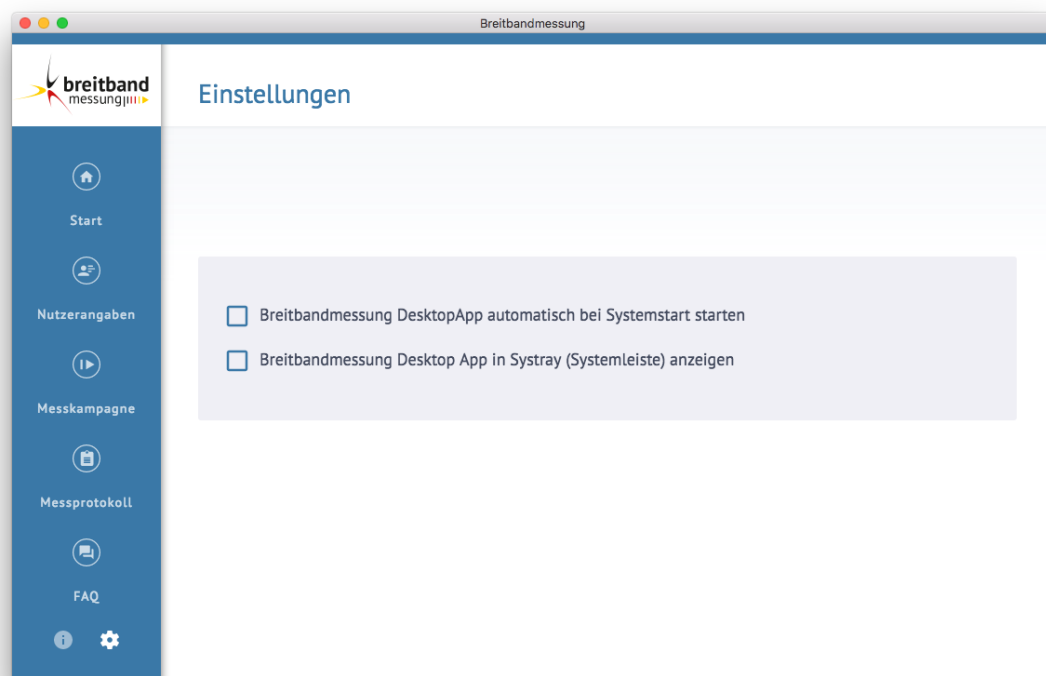 Breitbandmessung
breitband
messung
Einstellungen
Start
Nutzerangaben
Messkampagne
Messprotokoll
FAQ
Breitbandmessung DesktopApp automatisch bei Systemstart starten
Breitbandmessung Desktop App in Systray (Systemleiste) anzeigen